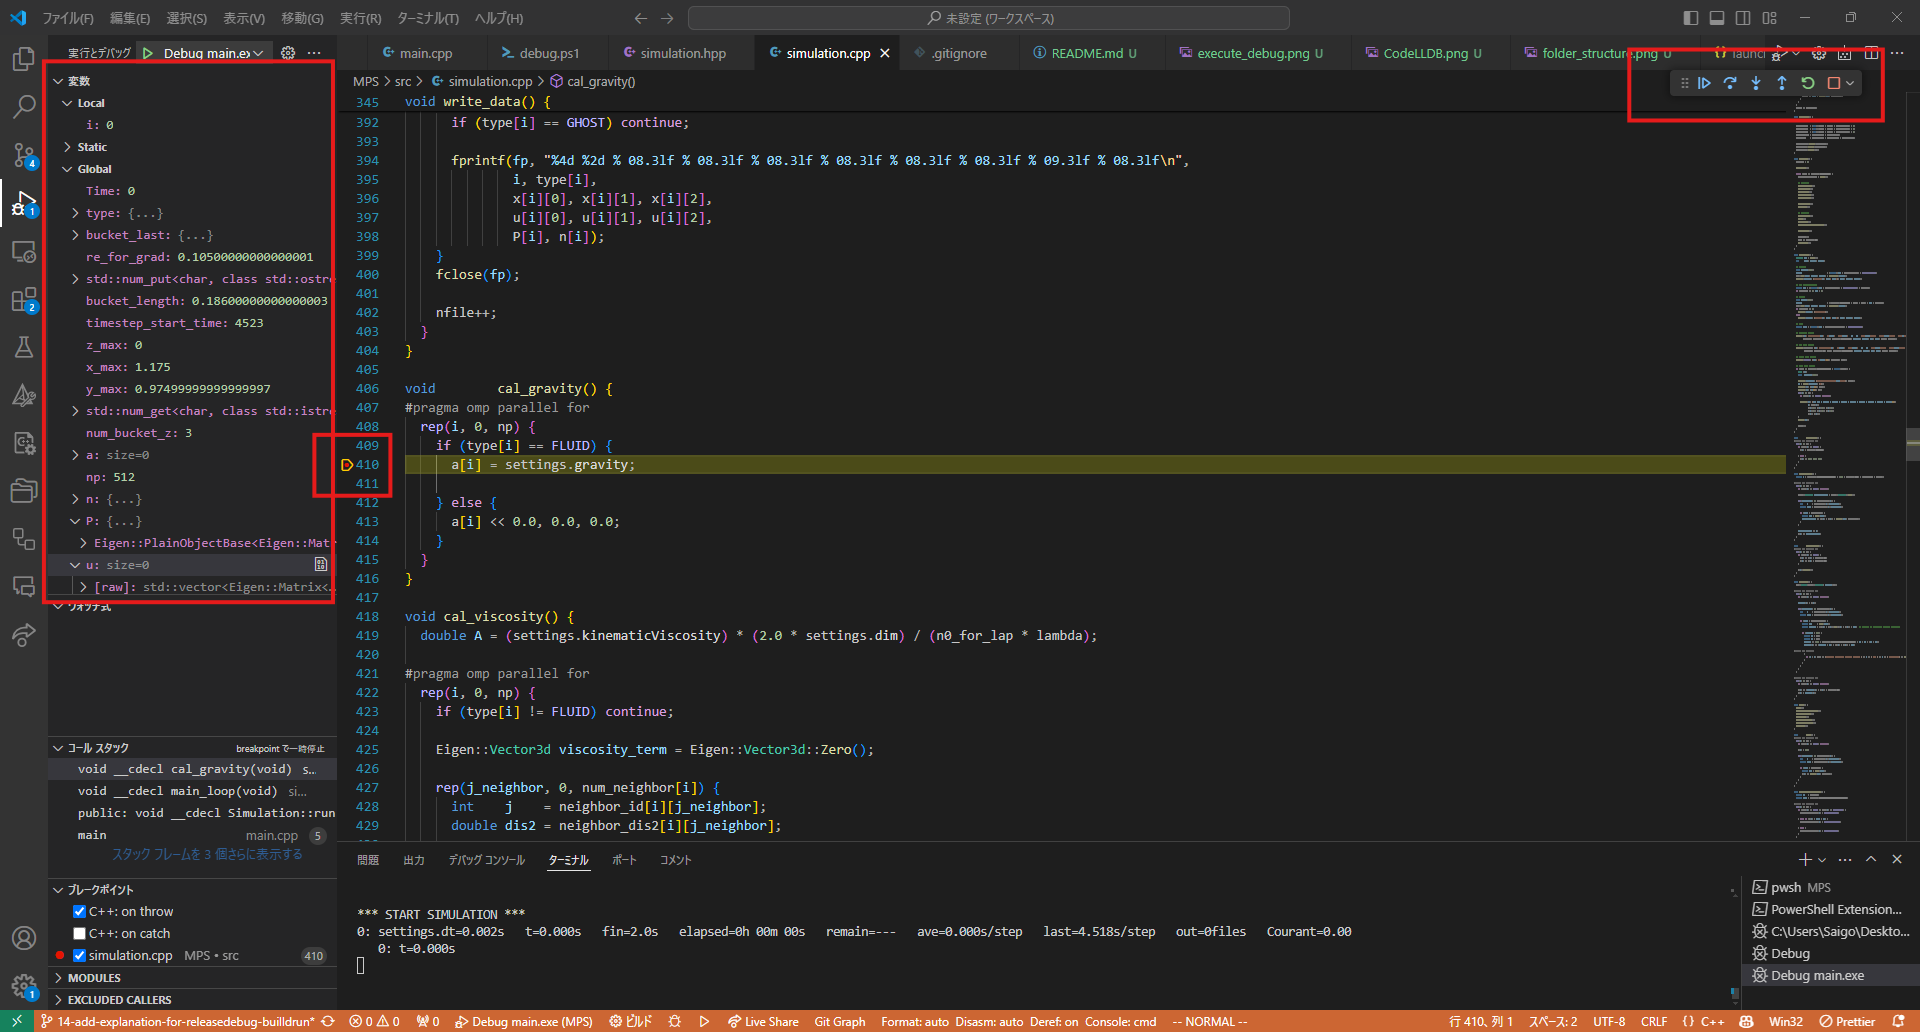 ファイル(F) 編集(E) 選択(S) 表示(V) 移動(G) 実行(R) ターミナル(T) ヘルプ(H) 未設定 (ワークスペース)
実行とデバッグ Debug main.ex
main.cpp debug.ps1 simulation.hpp simulation.cpp .gitignore README.md U execute_debug.png U CodeLLDB.png U folder_structure.png U launc
MPS > src > simulation.cpp > cal_gravity()
変数
Local
i: 0
Static
Global
Time: 0
type: {...}
bucket_last: {...}
re_for_grad: 0.10500000000000001
std::num_put<char, class std::ostre
bucket_length: 0.18600000000000003
timestep_start_time: 4523
z_max: 0
x_max: 1.175
y_max: 0.97499999999999997
std::num_get<char, class std::istre
num_bucket_z: 3
a: size=0
np: 512
n: {...}
P: {...}
Eigen::PlainObjectBase<Eigen::Matr
u: size=0
[raw]: std::vector<Eigen::Matrix<…
ウォッチ式
コール スタック breakpoint で一時停止
void __cdecl cal_gravity(void) s…
void __cdecl main_loop(void) si…
public: void __cdecl Simulation::run
main main.cpp 5
スタック フレームを 3 個さらに表示する
ブレークポイント
C++: on throw
C++: on catch
simulation.cpp MPS • src 410
MODULES
EXCLUDED CALLERS
345 void write_data() {
392 if (type[i] == GHOST) continue;
393
394 fprintf(fp, "%4d %2d % 08.3lf % 08.3lf % 08.3lf % 08.3lf % 08.3lf % 08.3lf % 09.3lf % 08.3lf\n",
395 i, type[i],
396 x[i][0], x[i][1], x[i][2],
397 u[i][0], u[i][1], u[i][2],
398 P[i], n[i]);
399 }
400 fclose(fp);
401
402 nfile++;
403 }
404 }
405
406 void cal_gravity() {
407 #pragma omp parallel for
408 rep(i, 0, np) {
409 if (type[i] == FLUID) {
410 a[i] = settings.gravity;
411
412 } else {
413 a[i] << 0.0, 0.0, 0.0;
414 }
415 }
416 }
417
418 void cal_viscosity() {
419 double A = (settings.kinematicViscosity) * (2.0 * settings.dim) / (n0_for_lap * lambda);
420
421 #pragma omp parallel for
422 rep(i, 0, np) {
423 if (type[i] != FLUID) continue;
424
425 Eigen::Vector3d viscosity_term = Eigen::Vector3d::Zero();
426
427 rep(j_neighbor, 0, num_neighbor[i]) {
428 int j = neighbor_id[i][j_neighbor];
429 double dis2 = neighbor_dis2[i][j_neighbor];
問題 出力 デバッグ コンソール ターミナル ポート コメント
*** START SIMULATION ***
0: settings.dt=0.002s t=0.000s fin=2.0s elapsed=0h 00m 00s remain=--- ave=0.000s/step last=4.518s/step out=0files Courant=0.00
0: t=0.000s
pwsh MPS
PowerShell Extension...
C:\Users\Saigo\Deskto...
Debug
Debug main.exe
4
1
2
1
14-add-explanation-for-releasedebug-builldrun* 0 0 0 Debug main.exe (MPS) ビルド Live Share Git Graph Format: auto Disasm: auto Deref: on Console: cmd -- NORMAL -- 行 410、列 1 スペース: 2 UTF-8 CRLF {} C++ Win32 Prettier